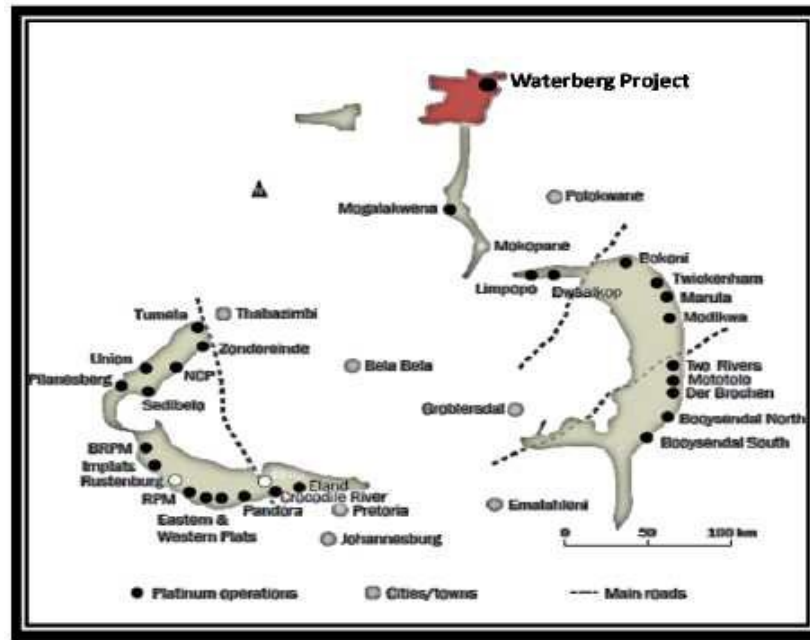 Waterberg Project
Polokwane
Mogalakwena
Mokopane
Bokoni
Limpopo
Dwaalkop
Twickenham
Marula
Modikwa
Tumela
Thabazimbi
Zondereinde
Union
NCP
Pilanesberg
Sedibelo
Bela Bela
Two Rivers
Mototolo
Der Brochen
Groblersdal
Booysendal North
Booysendal South
BRPM
Implats
Rustenburg
RPM
Eland
Crocodile River
Pandora
Eastern &
Western Plats
Pretoria
Johannesburg
Emalahleni
0 50 100 km
Platinum operations
Cities/towns
Main roads